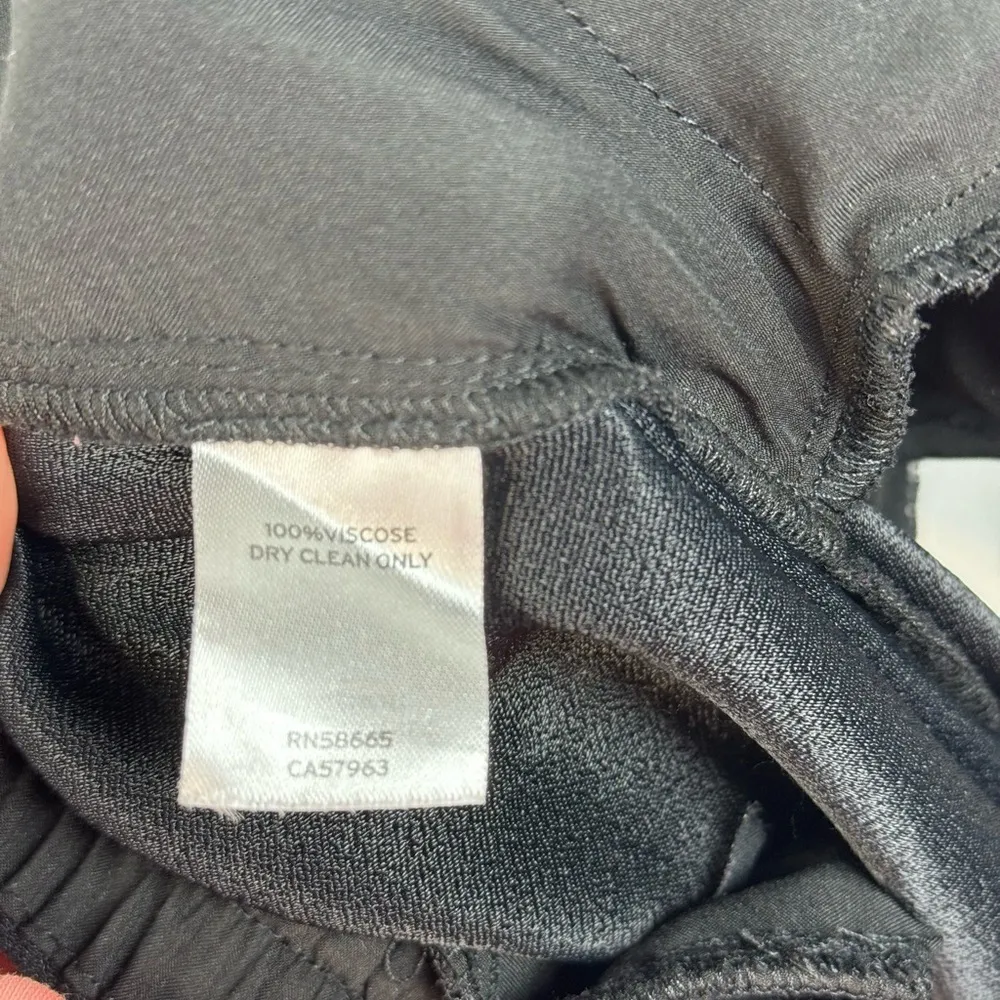 100%VISCOSE
DRY CLEAN ONLY
RN58665
CA57963